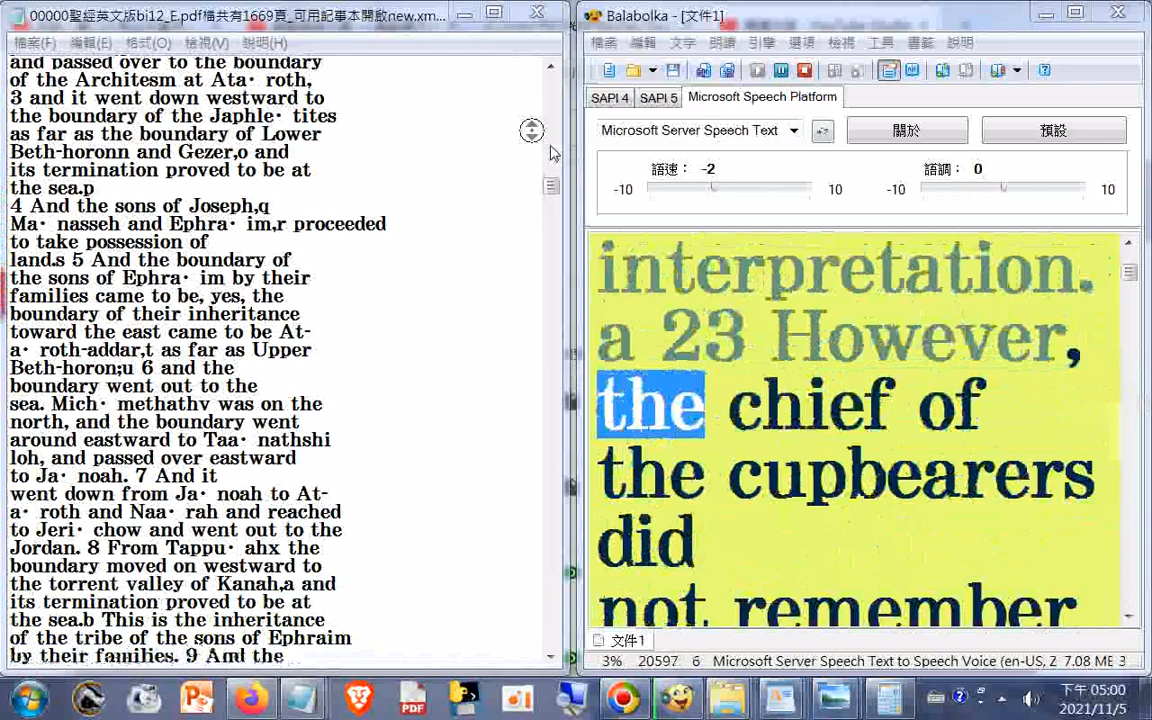 00000聖經英文版bi12_E.pdf檔共有1669頁_可用記事本開啟new.xm...
檔案(F) 編輯(E) 格式(O) 檢視(V) 說明(H)
and passed over to the boundary
of the Architesm at Ata· roth,
3 and it went down westward to
the boundary of the Japhle· tites
as far as the boundary of Lower
Beth-horonn and Gezer,o and
its termination proved to be at
the sea.p
4 And the sons of Joseph,q
Ma· nasseh and Ephra· im,r proceeded
to take possession of
land.s 5 And the boundary of
the sons of Ephra· im by their
families came to be, yes, the
boundary of their inheritance
toward the east came to be At-
a· roth-addar,t as far as Upper
Beth-horon;u 6 and the
boundary went out to the
sea. Mich· methathv was on the
north, and the boundary went
around eastward to Taa· nathshi
loh, and passed over eastward
to Ja· noah. 7 And it
went down from Ja· noah to At-
a· roth and Naa· rah and reached
to Jeri· chow and went out to the
Jordan. 8 From Tappu· ahx the
boundary moved on westward to
the torrent valley of Kanah,a and
its termination proved to be at
the sea.b This is the inheritance
of the tribe of the sons of Ephraim
by their families. 9 And the
Balabolka - [文件1]
檔案 編輯 文字 朗讀 引擎 選項 檢視 工具 書籤 說明
SAPI 4 SAPI 5 Microsoft Speech Platform
Microsoft Server Speech Text 關於 預設
語速： -2 語調： 0
-10 10 -10 10
interpretation.
a 23 However,
the chief of
the cupbearers
did
not remember
文件1
3% 20597 6 Microsoft Server Speech Text to Speech Voice (en-US, Z 7.08 ME 3
PDF
下午 05:00
2021/11/5